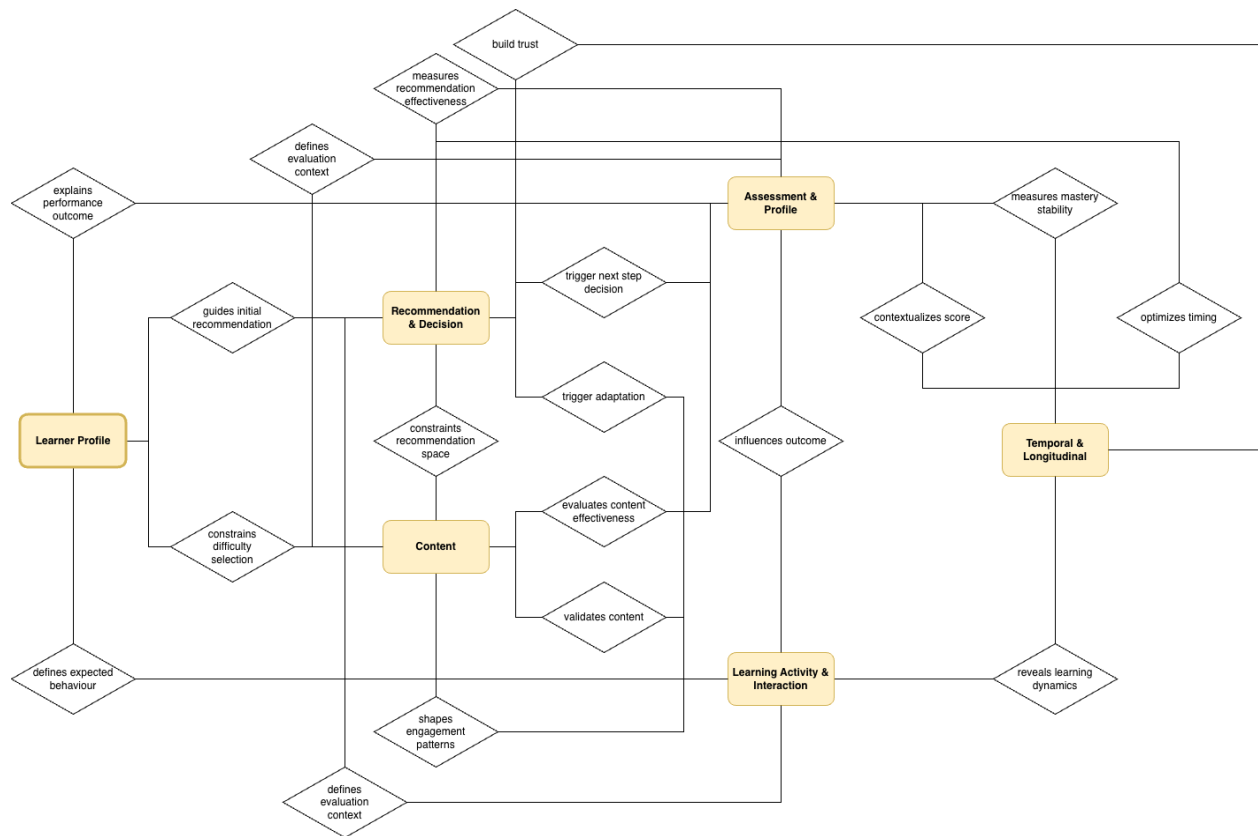 build trust
measures
recommendation
effectiveness
defines
evaluation
context
explains
performance
outcome
Assessment &
Profile
measures mastery
stability
trigger next step
decision
guides initial
recommendation
Recommendation
& Decision
contextualizes score
optimizes timing
trigger adaptation
Learner Profile
constraints
recommendation
space
influences outcome
Temporal &
Longitudinal
evaluates content
effectiveness
constrains
difficulty
selection
Content
validates content
defines expected
behaviour
Learning Activity &
Interaction
reveals learning
dynamics
shapes
engagement
patterns
defines
evaluation
context